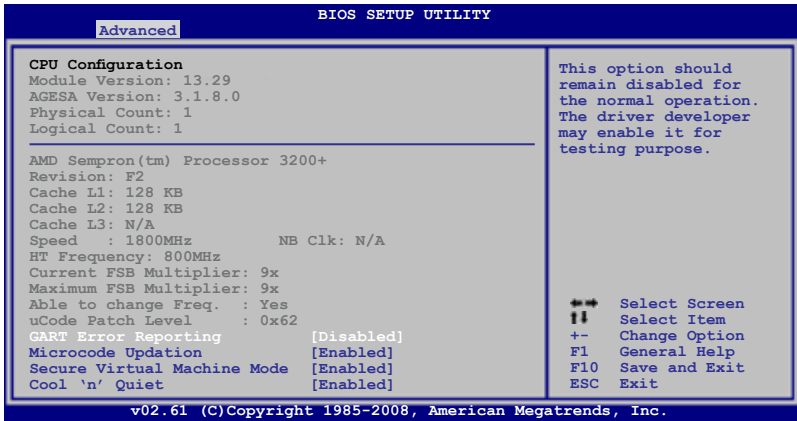 BIOS SETUP UTILITY
Advanced
CPU Configuration
Module Version: 13.29
AGESA Version: 3.1.8.0
Physical Count: 1
Logical Count: 1
AMD Sempron(tm) Processor 3200+
Revision: F2
Cache L1: 128 KB
Cache L2: 128 KB
Cache L3: N/A
Speed : 1800MHz NB Clk: N/A
HT Frequency: 800MHz
Current FSB Multiplier: 9x
Maximum FSB Multiplier: 9x
Able to change Freq. : Yes
uCode Patch Level : 0x62
GART Error Reporting [Disabled]
Microcode Updation [Enabled]
Secure Virtual Machine Mode [Enabled]
Cool ‘n’ Quiet [Enabled]
This option should
remain disabled for
the normal operation.
The driver developer
may enable it for
testing purpose.
Select Screen
Select Item
+- Change Option
F1 General Help
F10 Save and Exit
ESC Exit
v02.61 (C)Copyright 1985-2008, American Megatrends, Inc.